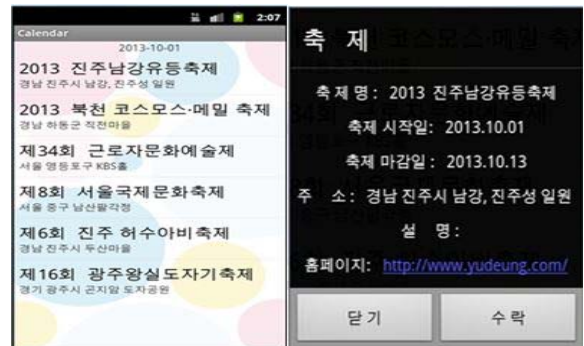 2:07
Calendar
2013-10-01
2013 진주남강유등축제
경남 진주시 남강, 진주성 일원
2013 북천 코스모스·메밀 축제
경남 하동군 직전마을
제34회 근로자문화예술제
서울 영등포구 KBS홀
제8회 서울국제문화축제
서울 중구 남산팔각정
제6회 진주 허수아비축제
경남 진주시 두산마을
제16회 광주왕실도자기축제
경기 광주시 곤지암 도자공원
축 제
축 제 명 : 2013 진주남강유등축제
축제 시작일: 2013.10.01
축제 마감일 : 2013.10.13
주 소 : 경남 진주시 남강, 진주성 일원
설 명 :
홈페이지: http://www.yudeung.com/
닫 기
수 락